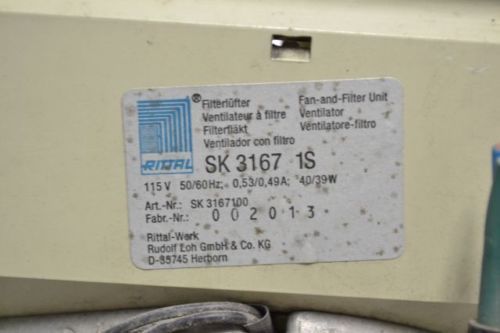 ® Filterlüfter Fan-and-Filter Unit
Ventilateur à filtre Ventilator
Filterfläkt Ventilatore-filtro
Ventilador con filtro
RITTAL SK 3167 1S
115 V 50/60Hz; 0,53/0,49A; 40/39W
Art.-Nr.: SK 3167100
Fabr.-Nr.: 002013
Rittal-Werk
Rudolf Loh GmbH & Co. KG
D-35745 Herborn